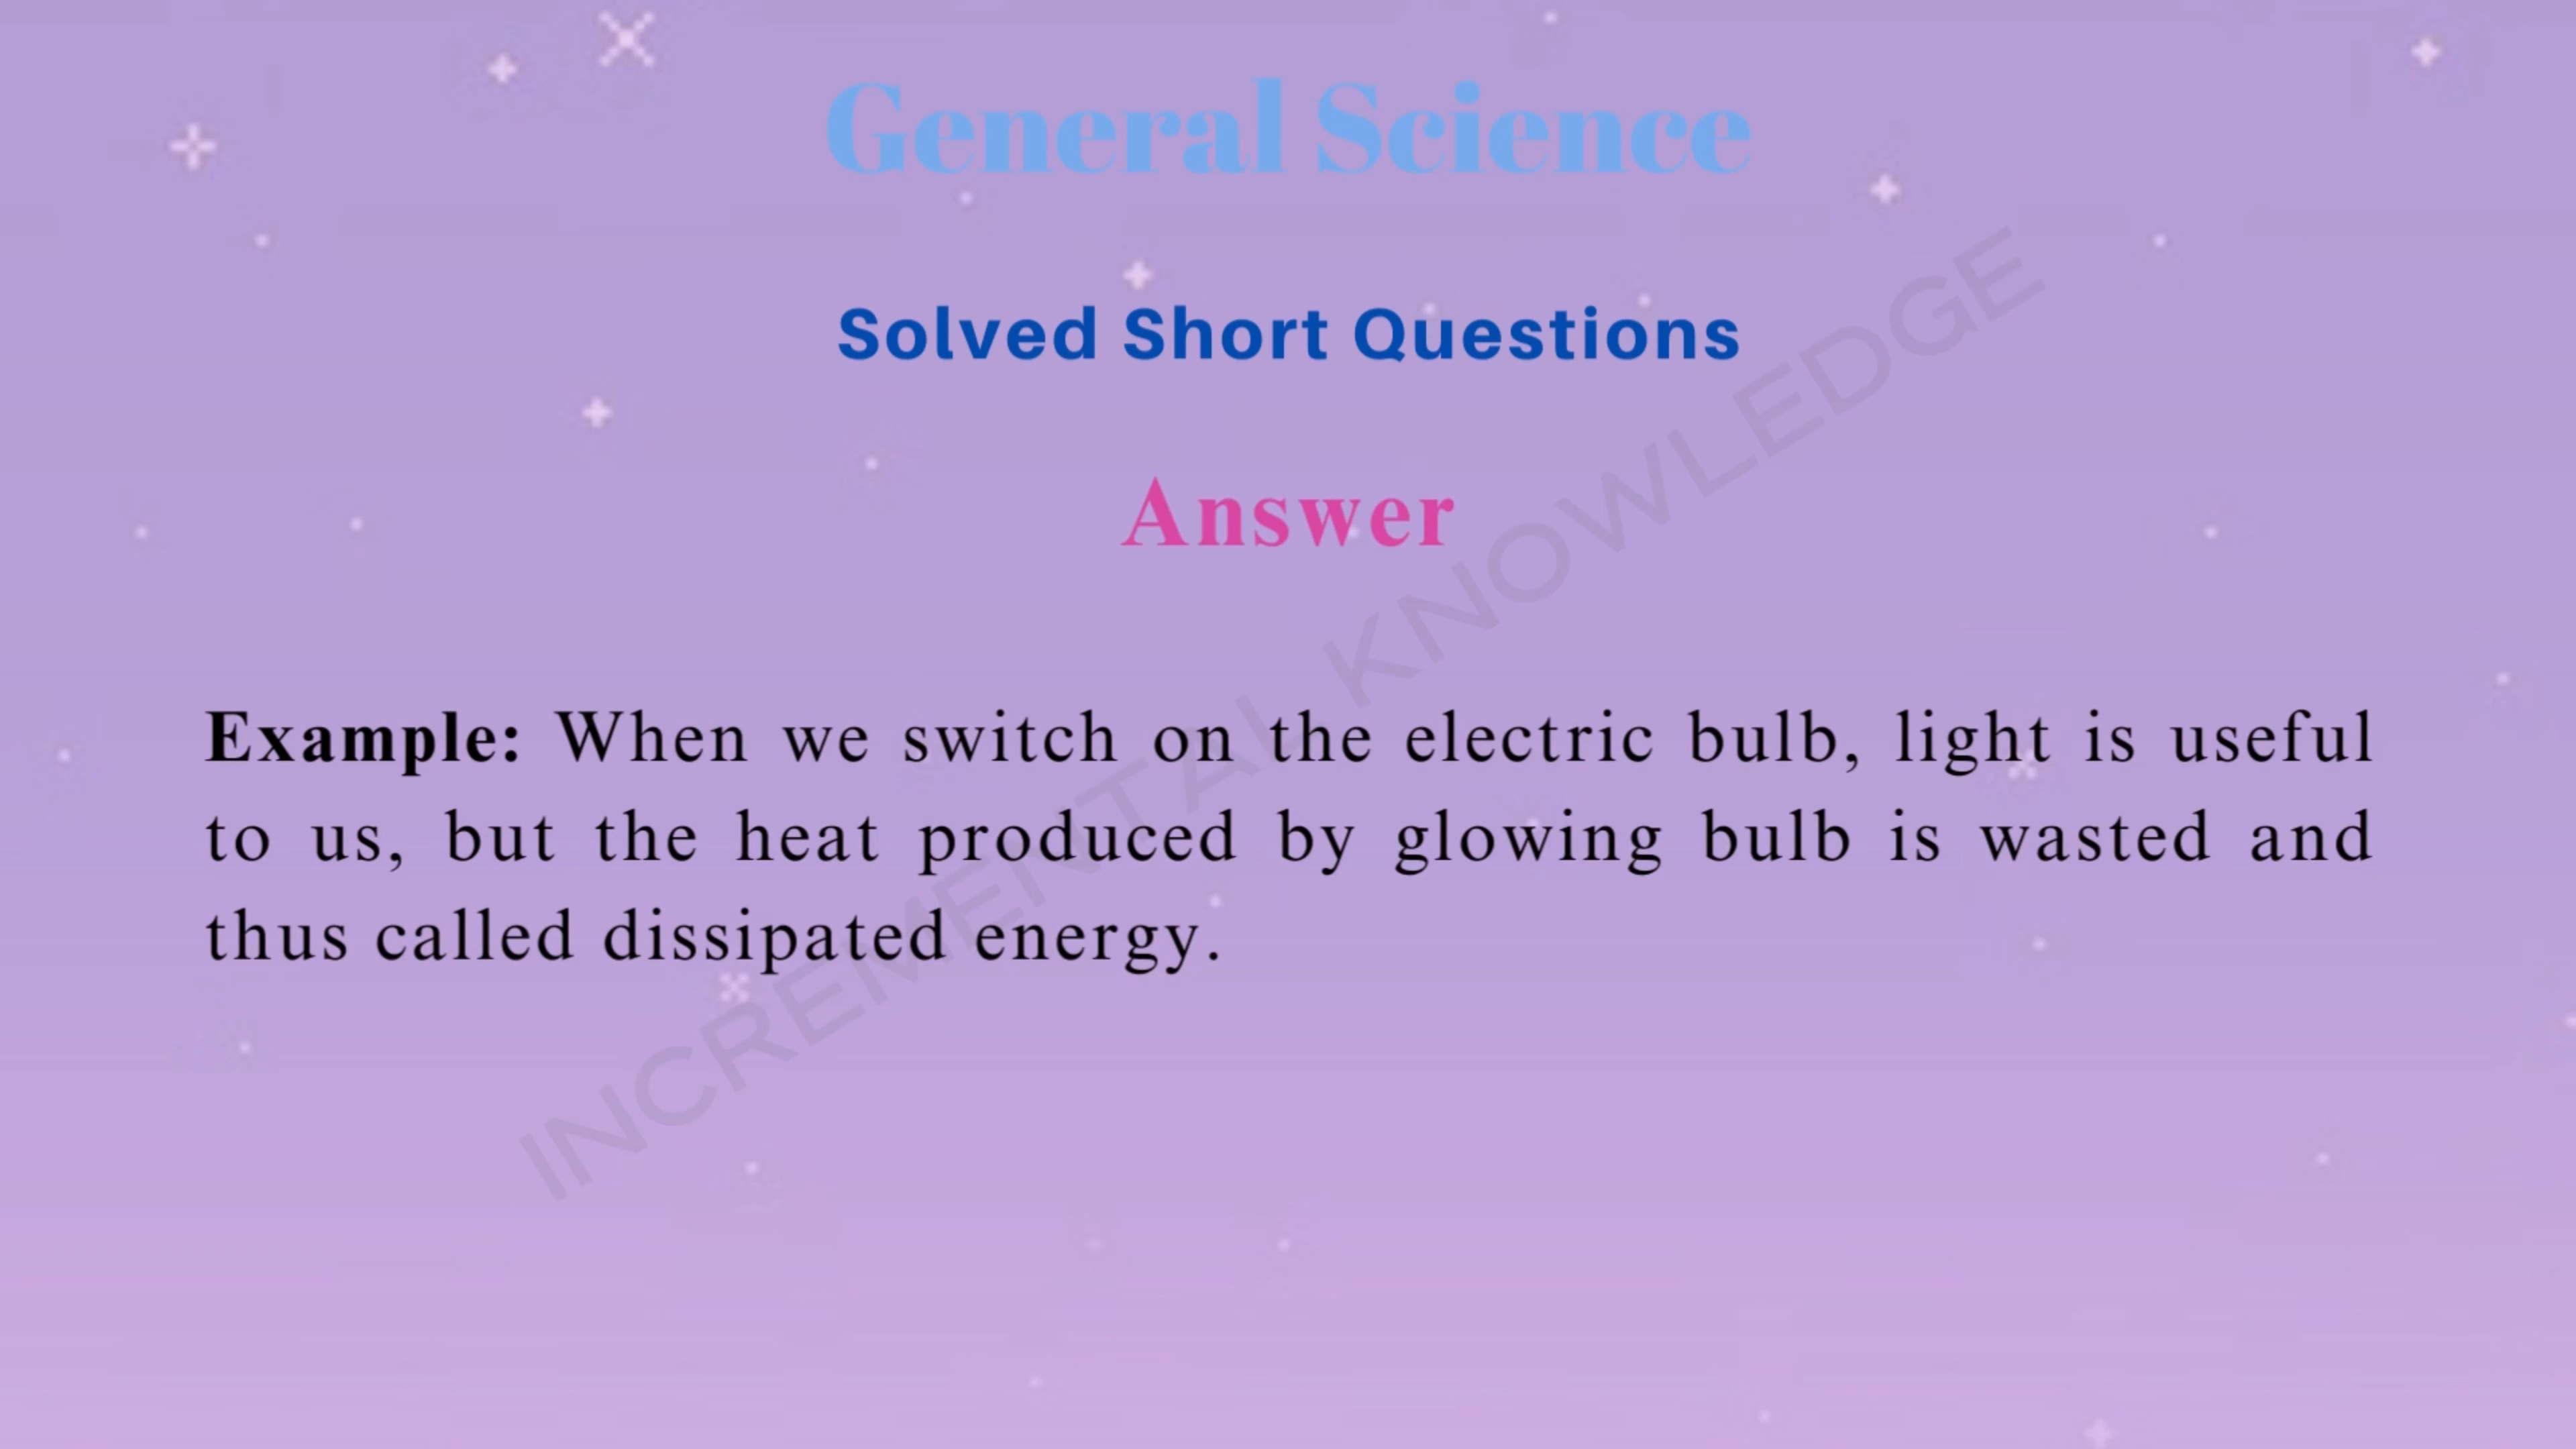 General Science
Solved Short Questions
Answer
Example: When we switch on the electric bulb, light is useful
to us, but the heat produced by glowing bulb is wasted and
thus called dissipated energy.
INCREMENTAL KNOWLEDGE